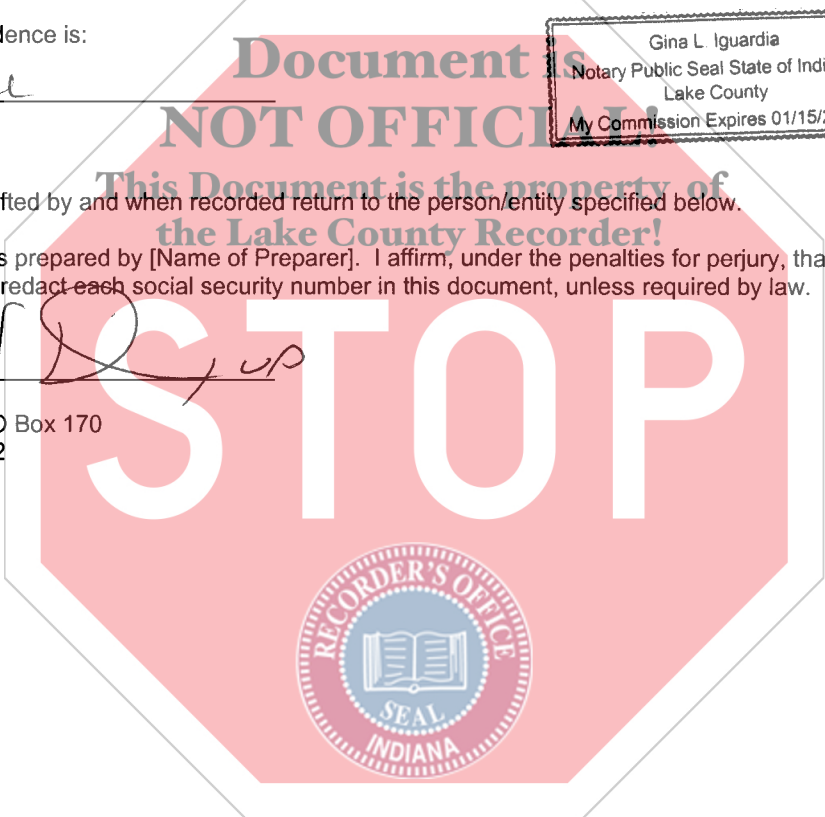 dence is:
Gina L. Iguardia
Notary Public Seal State of Indi
Lake County
My Commission Expires 01/15/2
Document is
NOT OFFICIAL!
This Document is the property of
the Lake County Recorder!
fted by and when recorded return to the person/entity specified below.
s prepared by [Name of Preparer]. I affirm, under the penalties for perjury, tha
redact each social security number in this document, unless required by law.
VP
Box 170
2
STOP
RECORDER'S OFFICE
SEAL
INDIANA